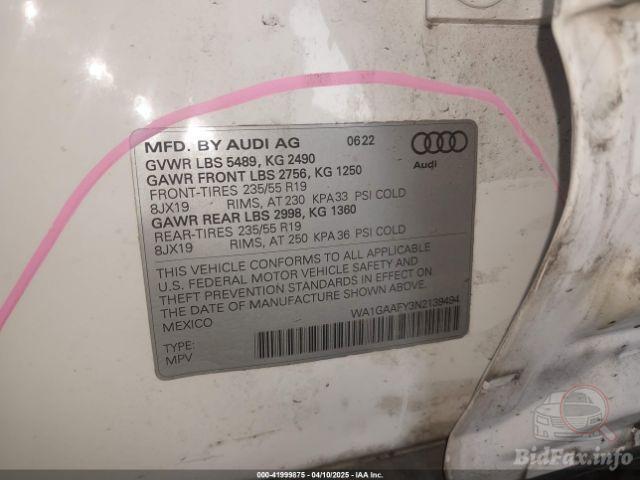 MFD. BY AUDI AG 0622
GVWR LBS 5489, KG 2490
GAWR FRONT LBS 2756, KG 1250
FRONT-TIRES 235/55 R19
8JX19 RIMS, AT 230 KPA 33 PSI COLD
GAWR REAR LBS 2998, KG 1360
REAR-TIRES 235/55 R19
8JX19 RIMS, AT 250 KPA 36 PSI COLD
Audi
THIS VEHICLE CONFORMS TO ALL APPLICABLE
U.S. FEDERAL MOTOR VEHICLE SAFETY AND
THEFT PREVENTION STANDARDS IN EFFECT ON
THE DATE OF MANUFACTURE SHOWN ABOVE.
MEXICO
WA1GAAFY3N2139494
TYPE:
MPV
BidFax.info
000-41999875 - 04/10/2025 - IAA Inc.